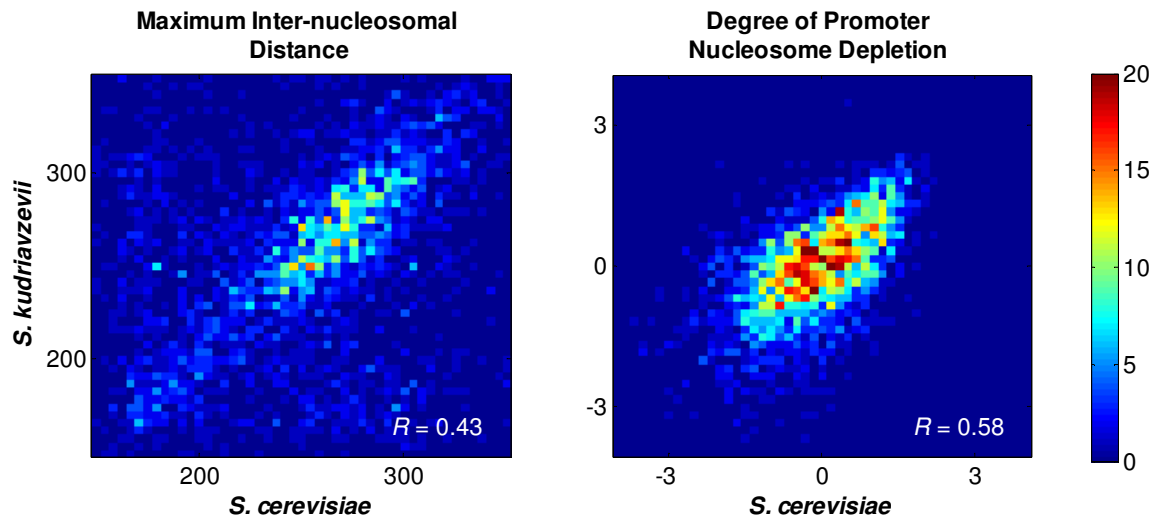 Maximum Inter-nucleosomal
Distance
S. kudriavzevii
300
200
200
300
S. cerevisiae
R = 0.43
Degree of Promoter
Nucleosome Depletion
3
0
-3
-3
0
3
S. cerevisiae
R = 0.58
20
15
10
5
0